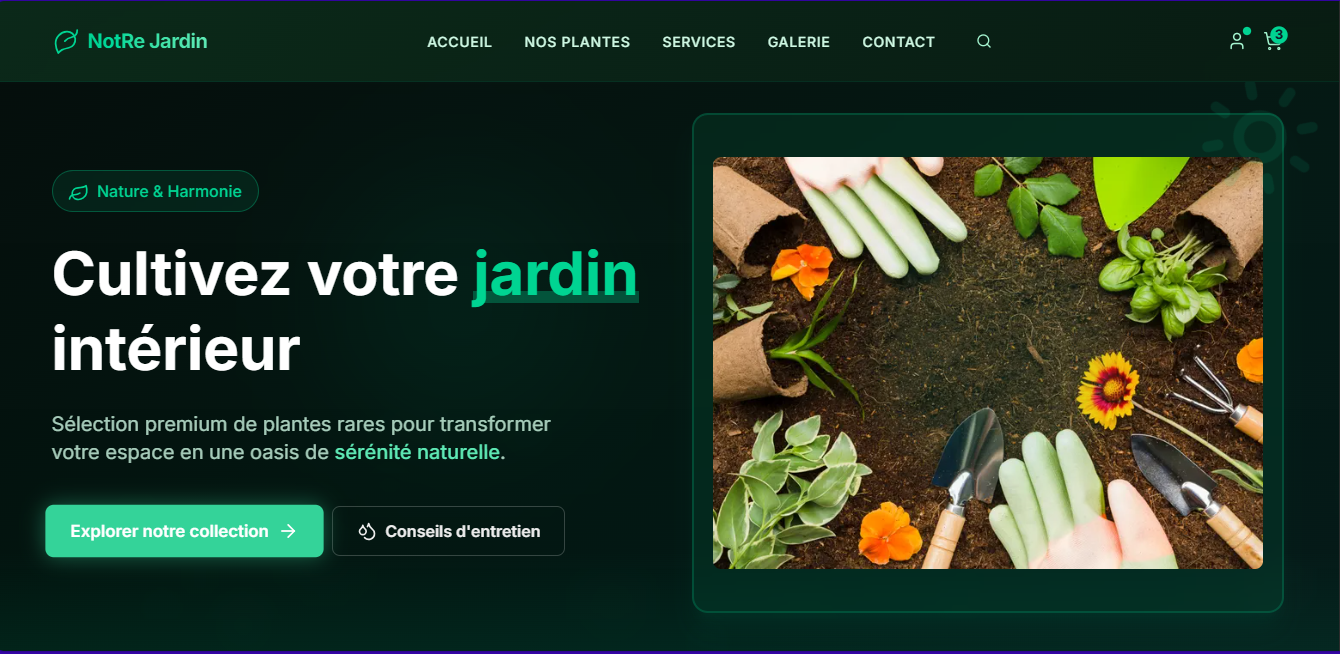 NotRe Jardin
ACCUEIL NOS PLANTES SERVICES GALERIE CONTACT
3
Nature & Harmonie
Cultivez votre jardin
intérieur
Sélection premium de plantes rares pour transformer
votre espace en une oasis de sérénité naturelle.
Explorer notre collection
Conseils d'entretien